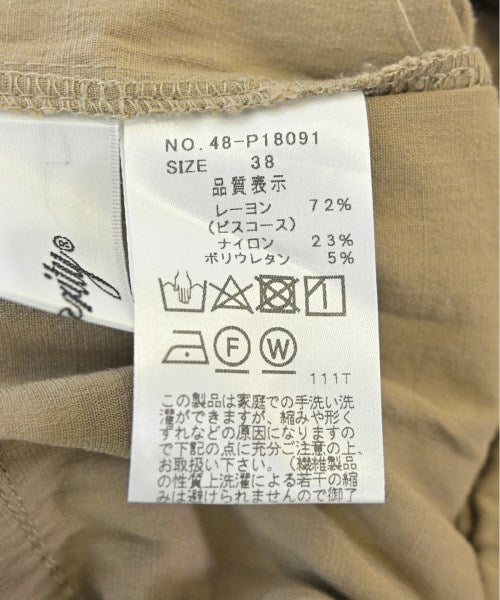 NO. 48-P18091
SIZE 38
品質表示
レーヨン 72%
(ビスコース)
ナイロン 23%
ポリウレタン 5%
F W
111T
この製品は家庭での手洗い洗
濯ができますが、縮みや形く
ずれなどの原因になりますの
で下記の点に充分ご注意の上、
お取扱い下さい。(繊維製品
の性質上洗濯による若干の縮
みは避けられませんので御了